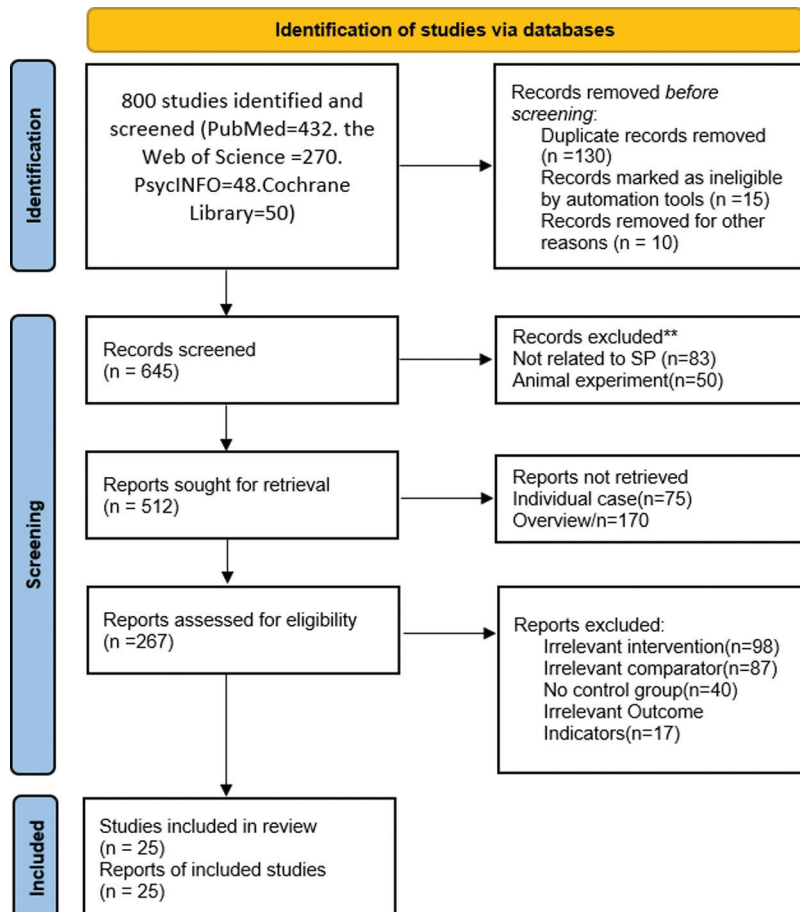 Identification of studies via databases
Identification
800 studies identified and
screened (PubMed=432. the
Web of Science =270.
PsycINFO=48.Cochrane
Library=50)
Records removed before
screening:
Duplicate records removed
(n =130)
Records marked as ineligible
by automation tools (n =15)
Records removed for other
reasons (n = 10)
Screening
Records screened
(n = 645)
Records excluded**
Not related to SP (n=83)
Animal experiment(n=50)
Reports sought for retrieval
(n = 512)
Reports not retrieved
Individual case(n=75)
Overview/n=170
Reports assessed for eligibility
(n =267)
Reports excluded:
Irrelevant intervention(n=98)
Irrelevant comparator(n=87)
No control group(n=40)
Irrelevant Outcome
Indicators(n=17)
Included
Studies included in review
(n = 25)
Reports of included studies
(n = 25)